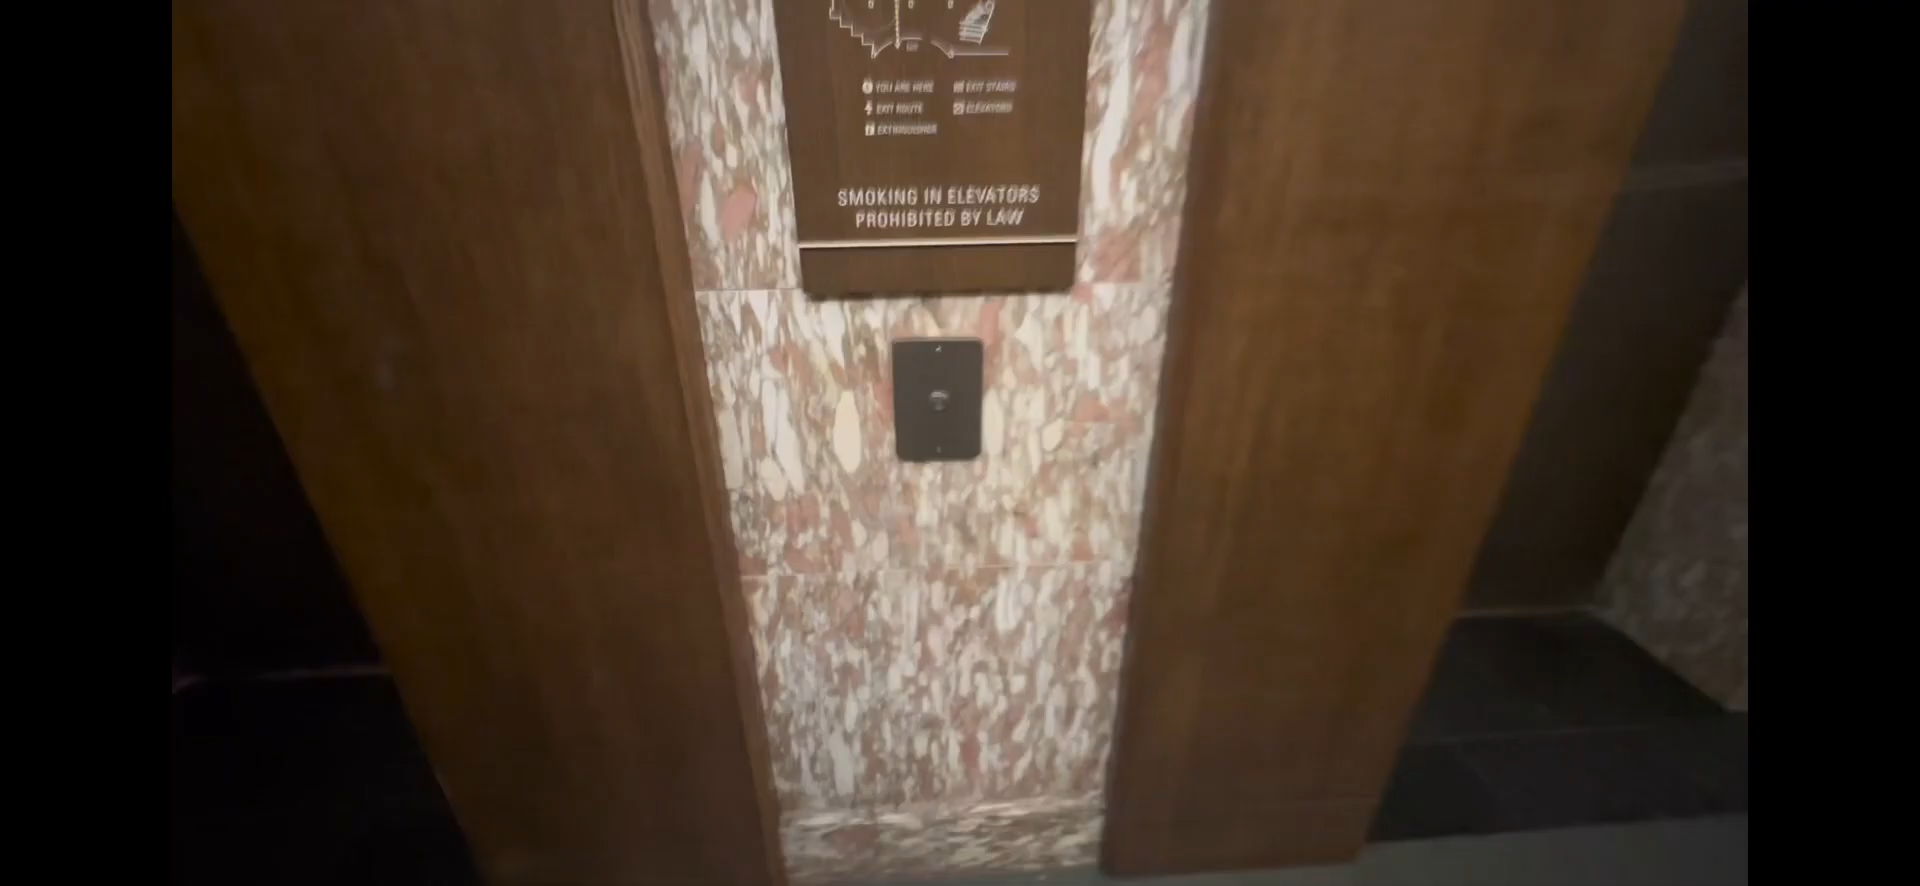 YOU ARE HERE
EXIT STAIRS
EXIT ROUTE
ELEVATORS
EXTINGUISHER
SMOKING IN ELEVATORS
PROHIBITED BY LAW